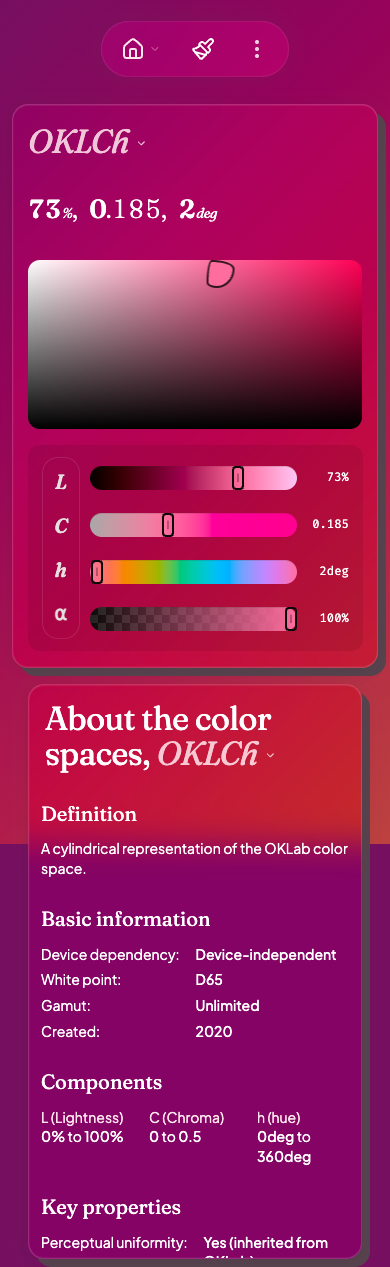 OKLCh
73%, 0.185, 2deg
L 73%
C 0.185
h 2deg
α 100%
About the color
spaces, OKLCh
Definition
A cylindrical representation of the OKLab color
space.
Basic information
Device dependency: Device-independent
White point: D65
Gamut: Unlimited
Created: 2020
Components
L (Lightness) C (Chroma) h (hue)
0% to 100% 0 to 0.5 0deg to
360deg
Key properties
Perceptual uniformity: Yes (inherited from